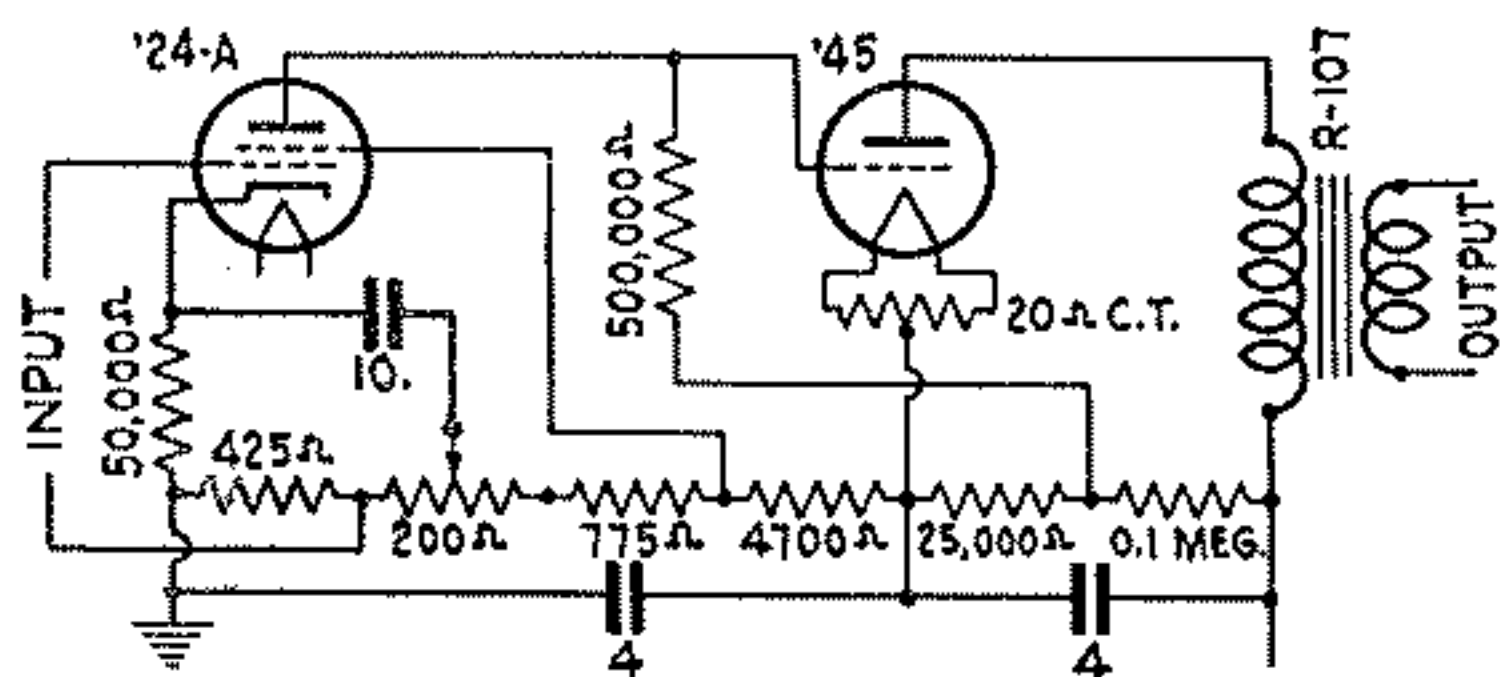 '24-A
'45
R-107
500,000Ω
INPUT
50,000Ω
10.
20Ω C.T.
OUTPUT
425Ω
200Ω
775Ω
4700Ω
25,000Ω
0.1 MEG.
4
4